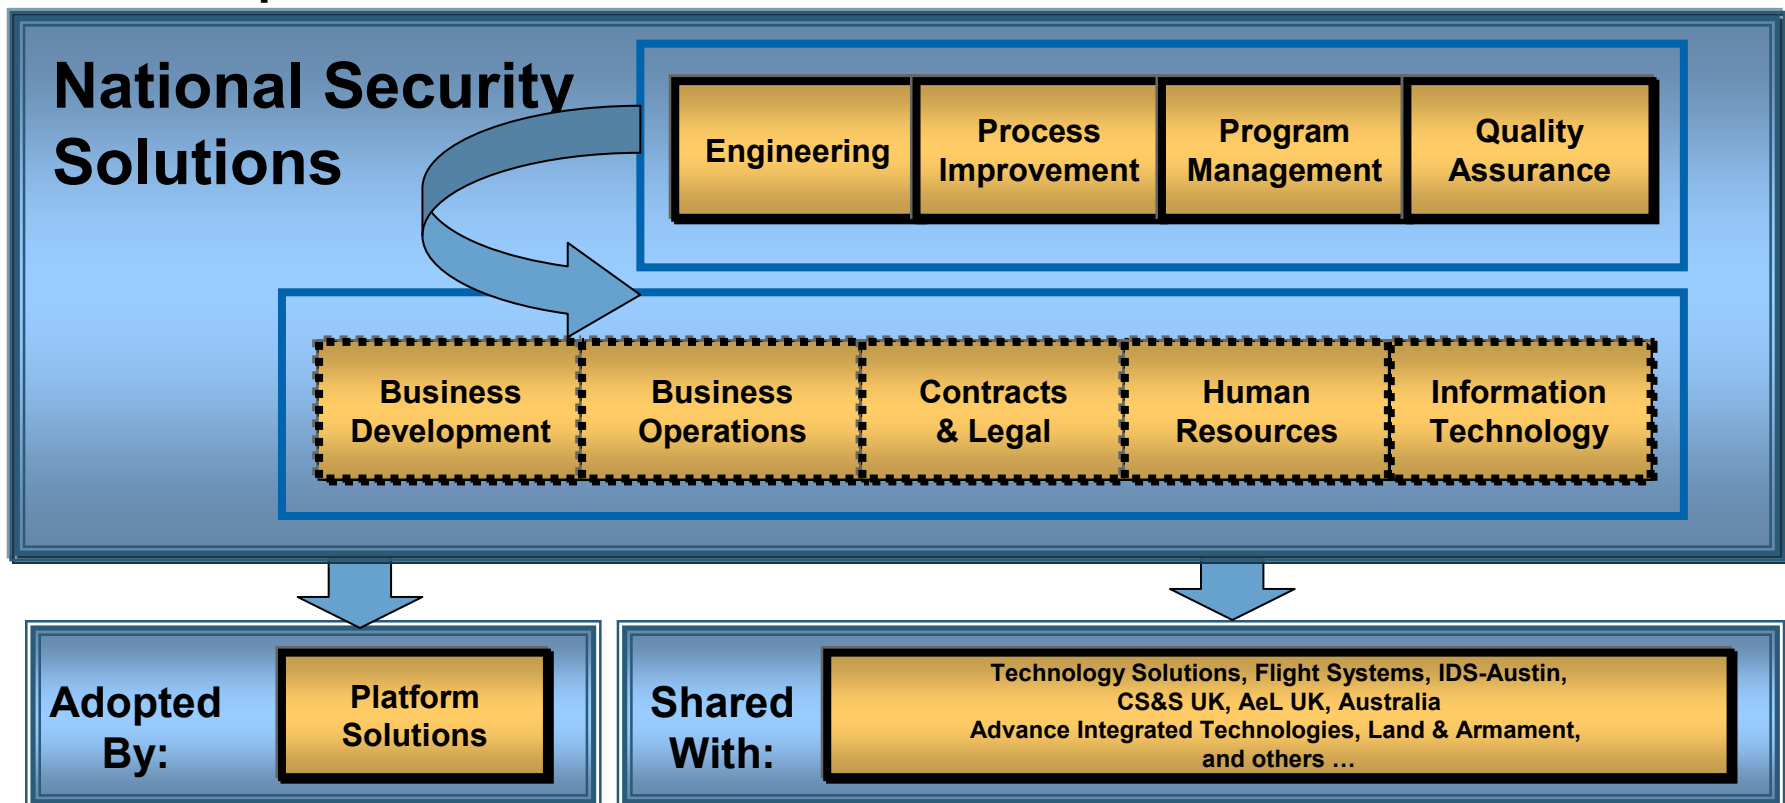 National Security
Solutions
Engineering
Process
Improvement
Program
Management
Quality
Assurance
Business
Development
Business
Operations
Contracts
& Legal
Human
Resources
Information
Technology
Adopted
By:
Platform
Solutions
Shared
With:
Technology Solutions, Flight Systems, IDS-Austin,
CS&S UK, AeL UK, Australia
Advance Integrated Technologies, Land & Armament,
and others …